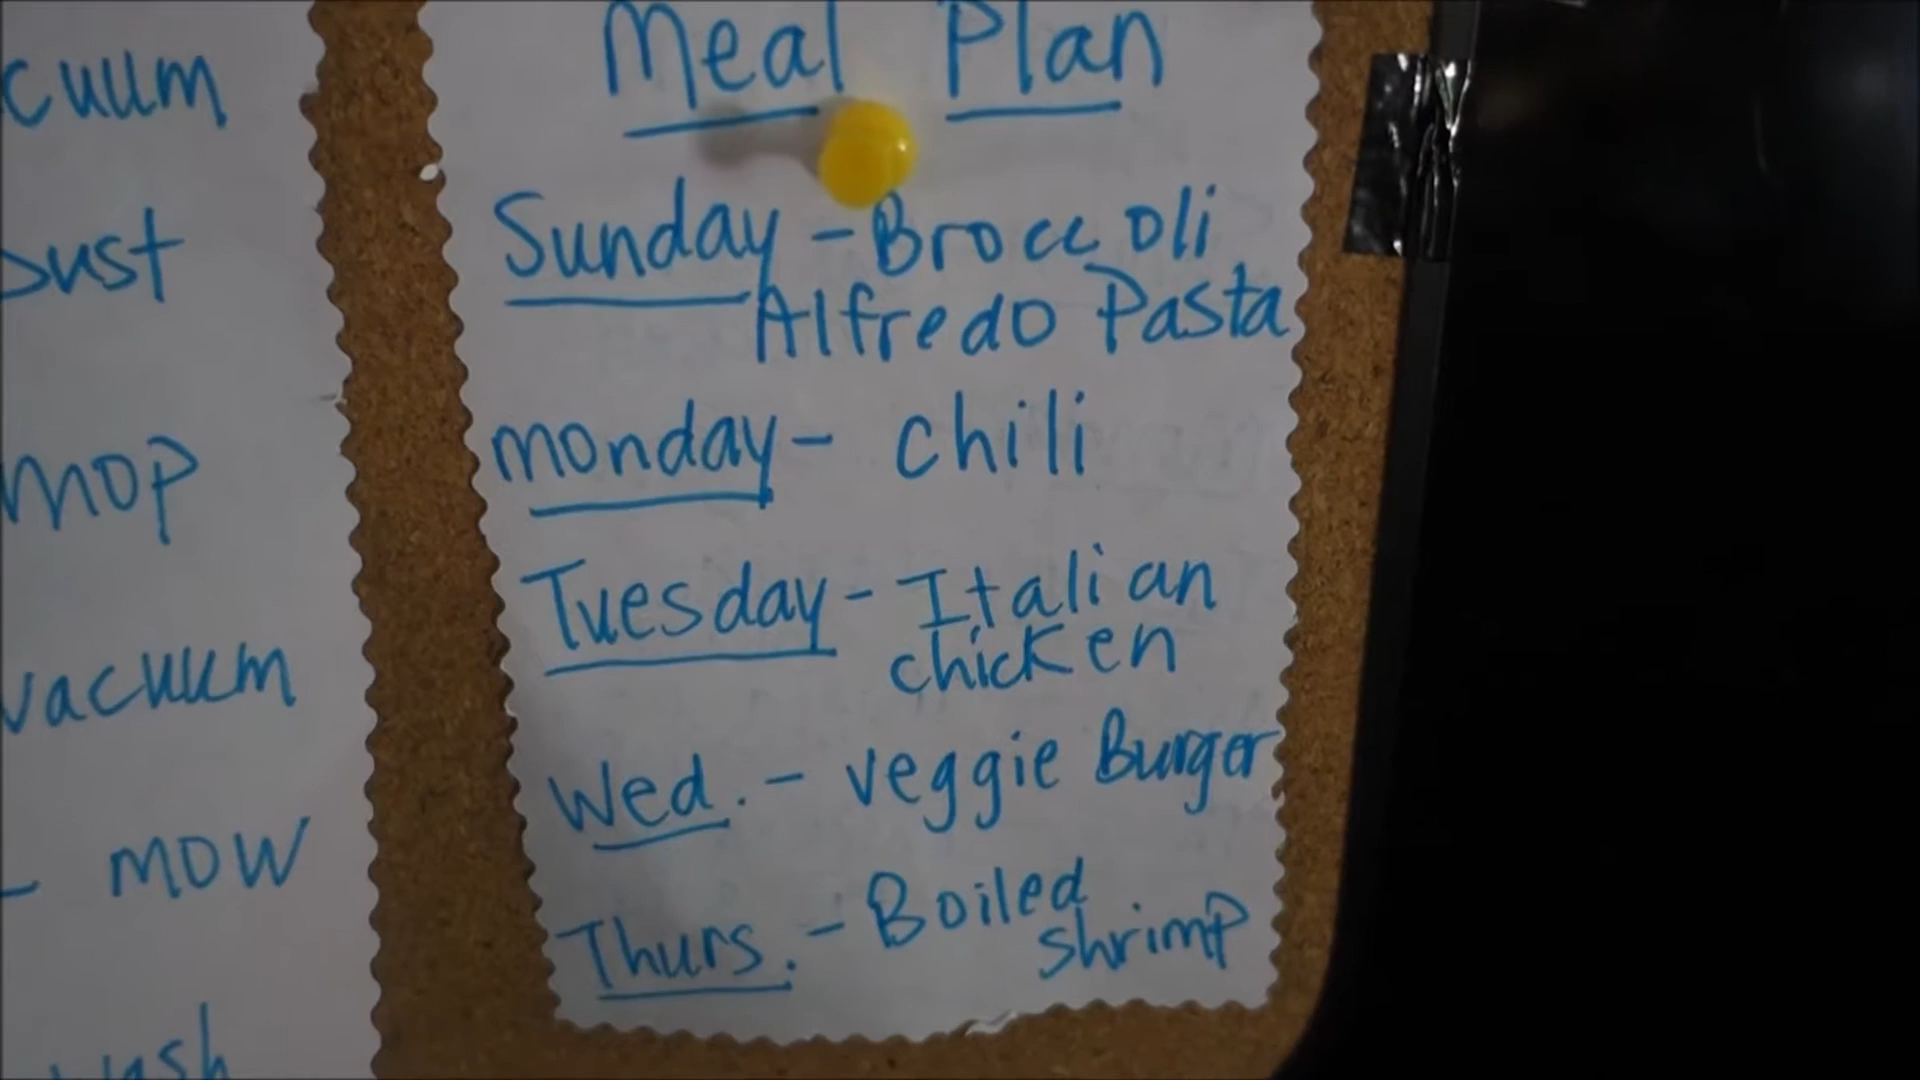 Meal Plan
Sunday - Broccoli
Alfredo Pasta
monday - chili
Tuesday - Italian
chicken
Wed. - veggie Burger
Thurs. - Boiled
shrimp
cuum
Dust
mop
vacuum
- mow
wash